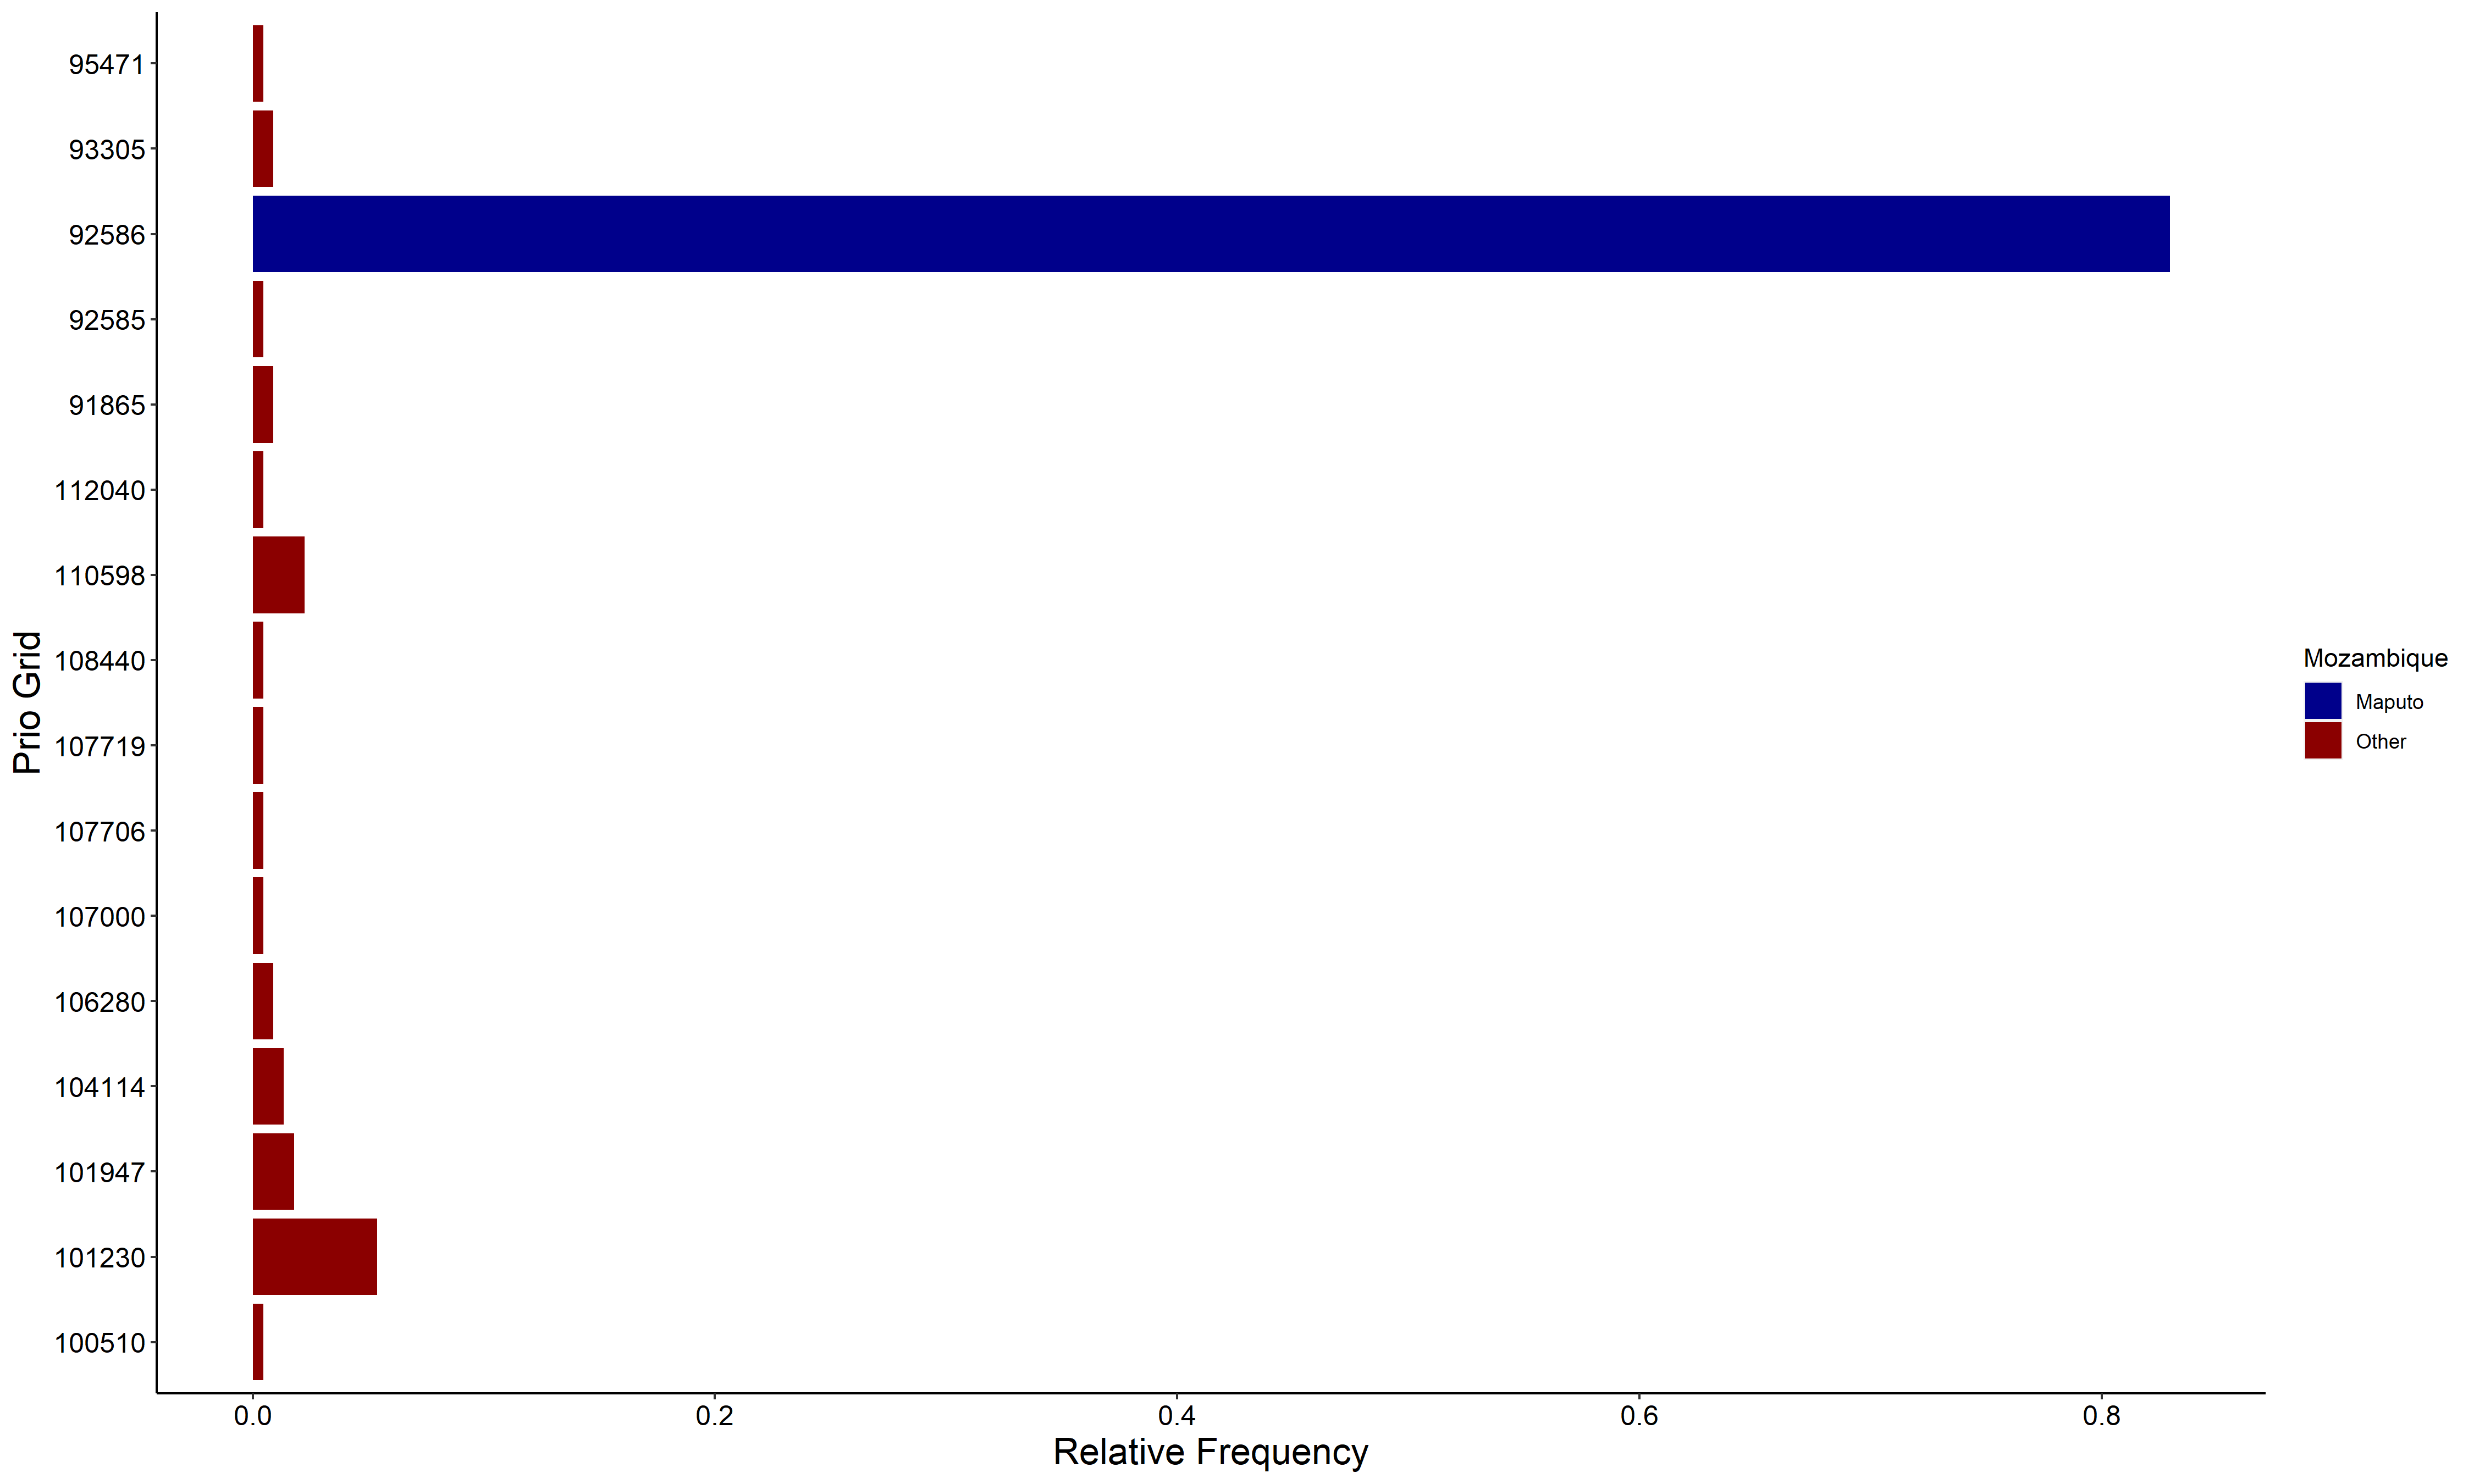 95471
93305
92586
92585
91865
112040
110598
108440
107719
107706
107000
106280
104114
101947
101230
100510
Prio Grid
0.0 0.2 0.4 0.6 0.8
Relative Frequency
Mozambique
Maputo
Other